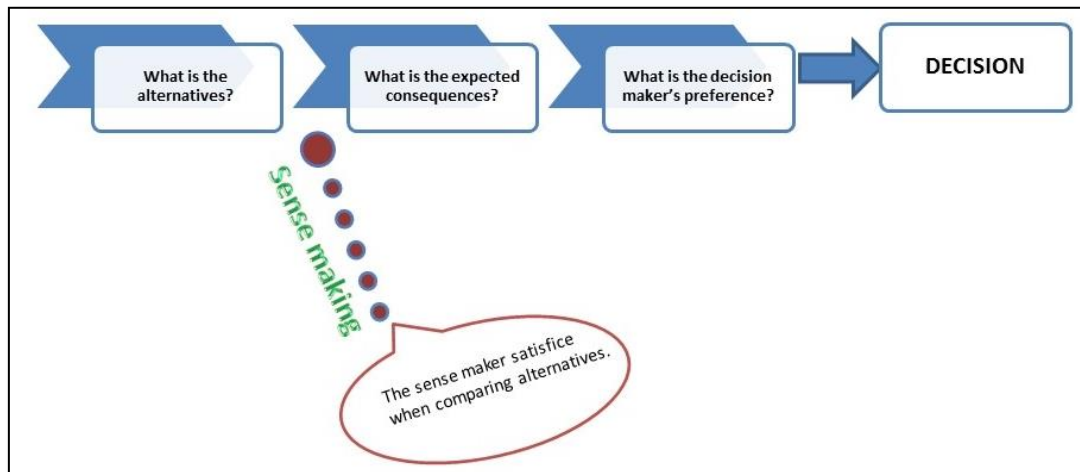 What is the
alternatives?
What is the expected
consequences?
What is the decision
maker's preference?
DECISION
Sense making
The sense maker satisfice
when comparing alternatives.